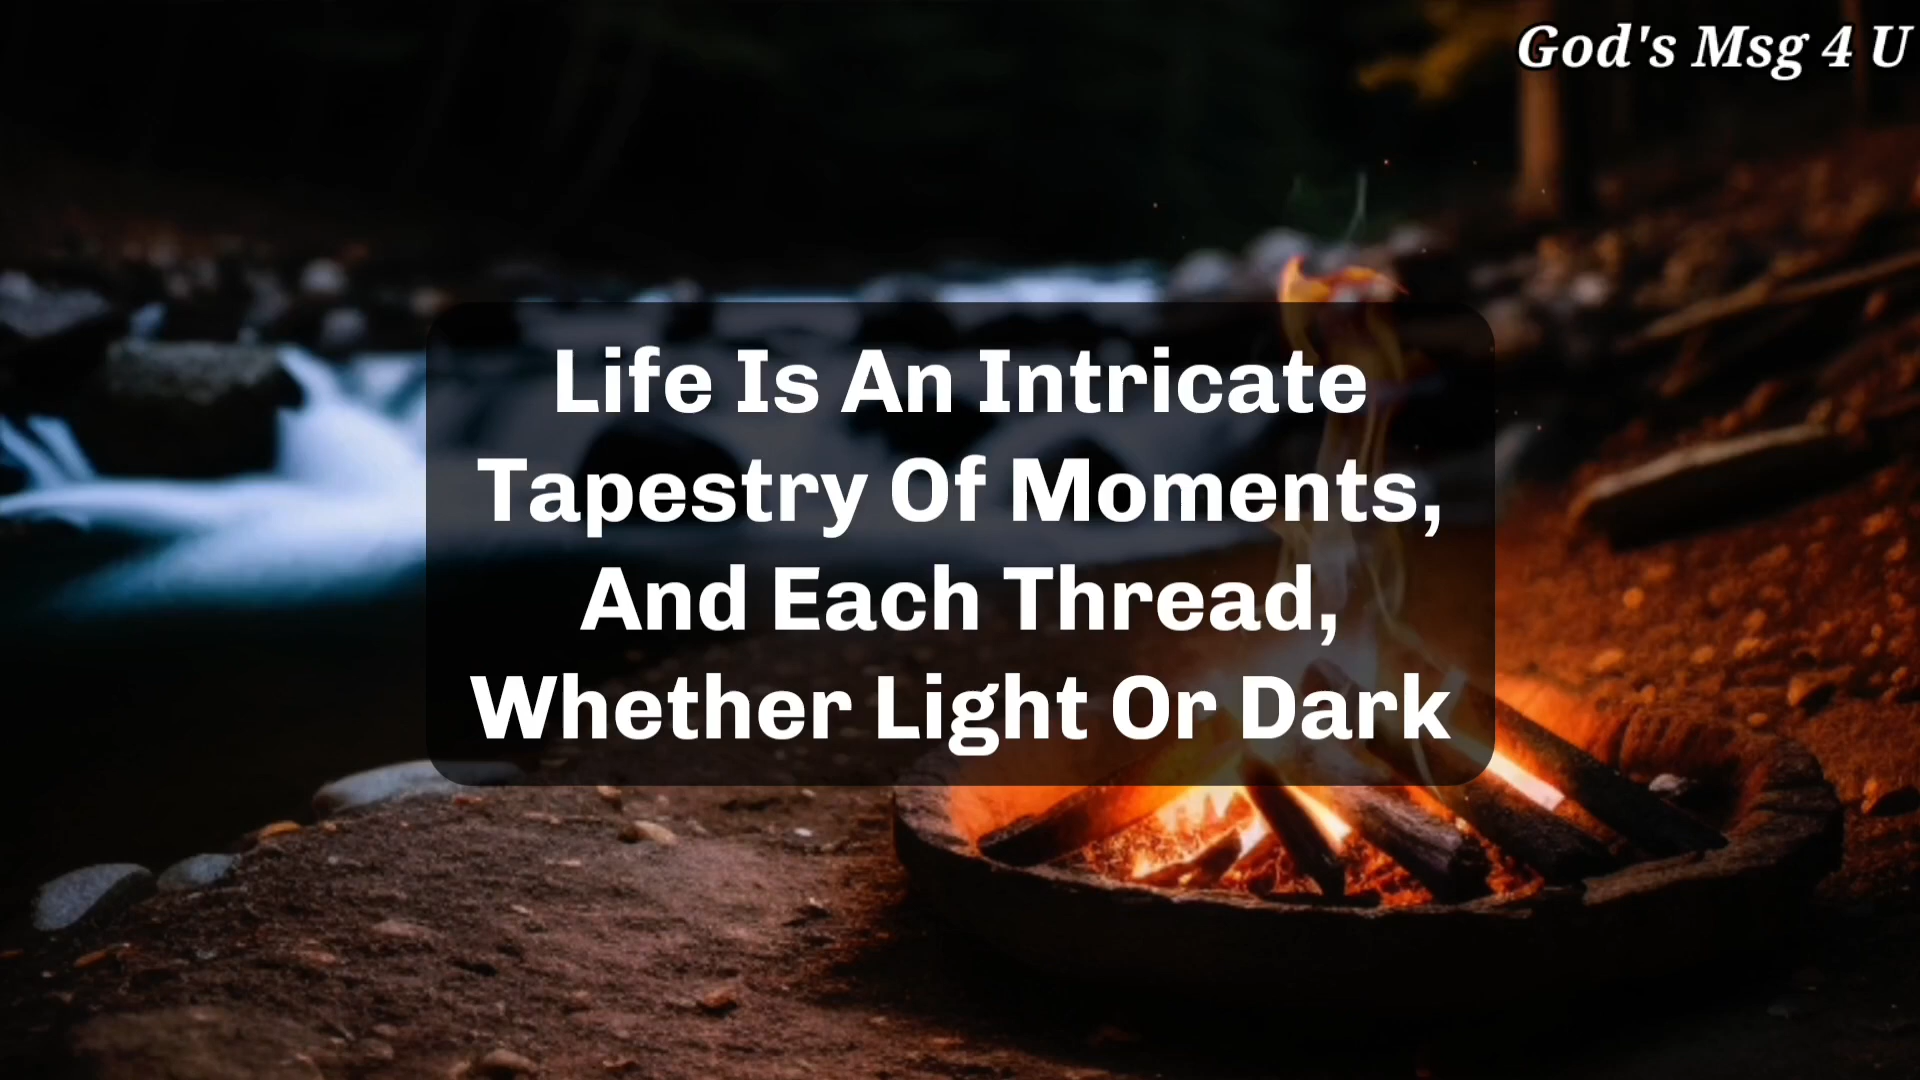 God's Msg 4 U
Life Is An Intricate
Tapestry Of Moments,
And Each Thread,
Whether Light Or Dark